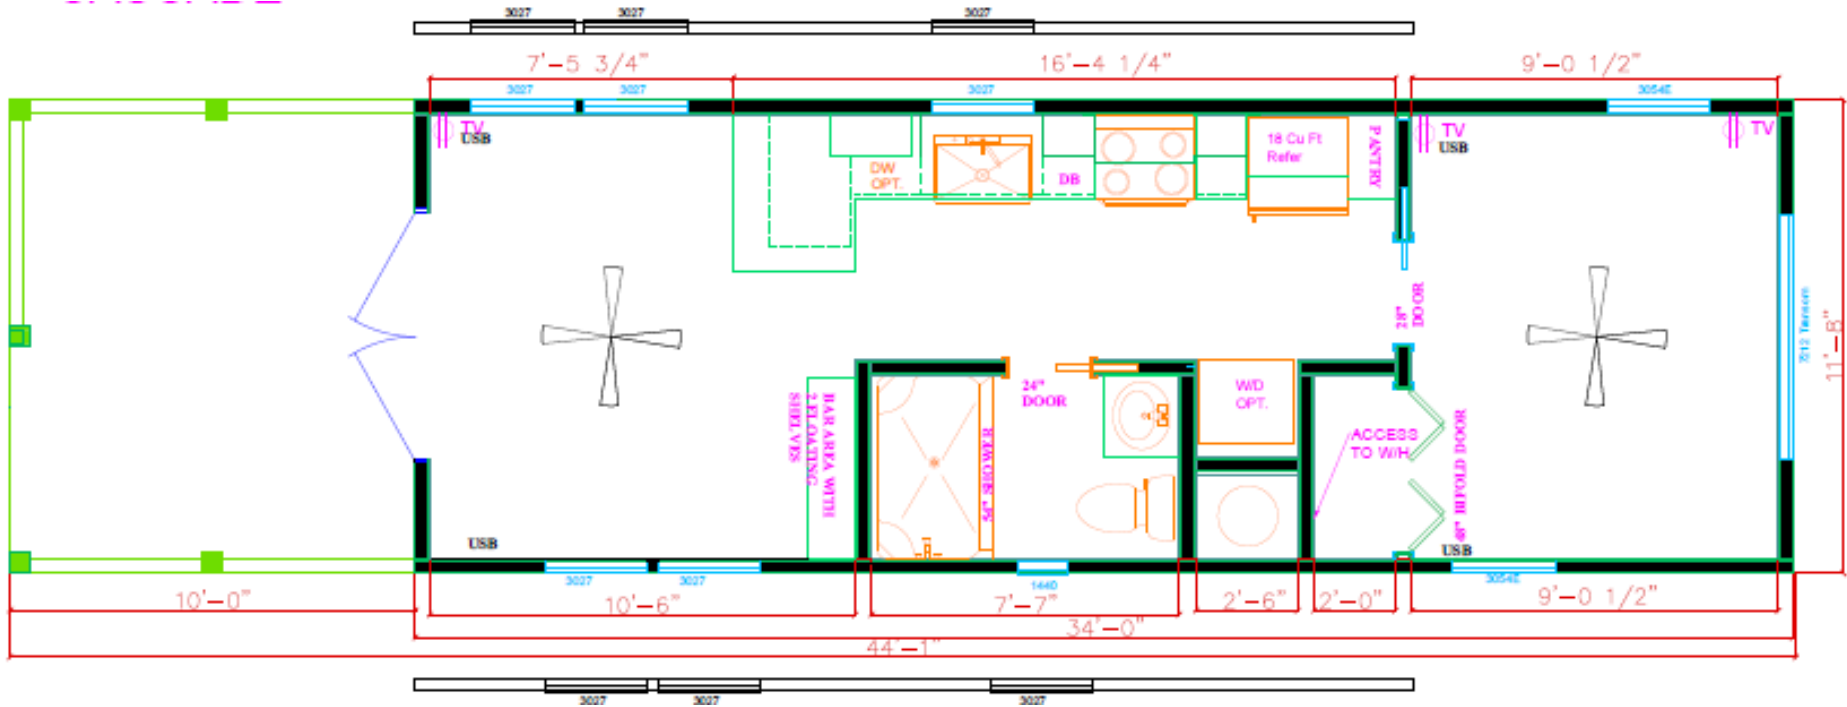 3027
3027
3027
7'-5 3/4"
16'-4 1/4"
9'-0 1/2"
3027
3027
3027
3054E
TV
USB
DW
OPT.
DB
18 Cu Ft
Refer
PANTRY
TV
USB
TV
28"
DOOR
7212 Transom
11'-8"
24"
DOOR
W/D
OPT.
BAR AREA WITH
2 FLOATING
SHELVES
54" SHOWER
ACCESS
TO W/H
48" BIFOLD DOOR
USB
USB
3027
3027
1440
3054E
10'-0"
10'-6"
7'-7"
2'-6"
2'-0"
9'-0 1/2"
34'-0"
44'-1"
3027
3027
3027